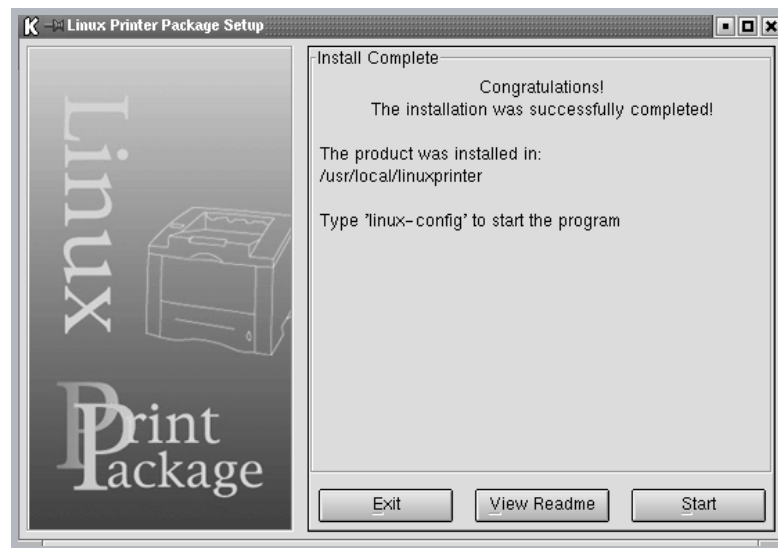 Linux Printer Package Setup
Linux
Print
Package
Install Complete
Congratulations!
The installation was successfully completed!
The product was installed in:
/usr/local/linuxprinter
Type 'linux-config' to start the program
Exit
View Readme
Start